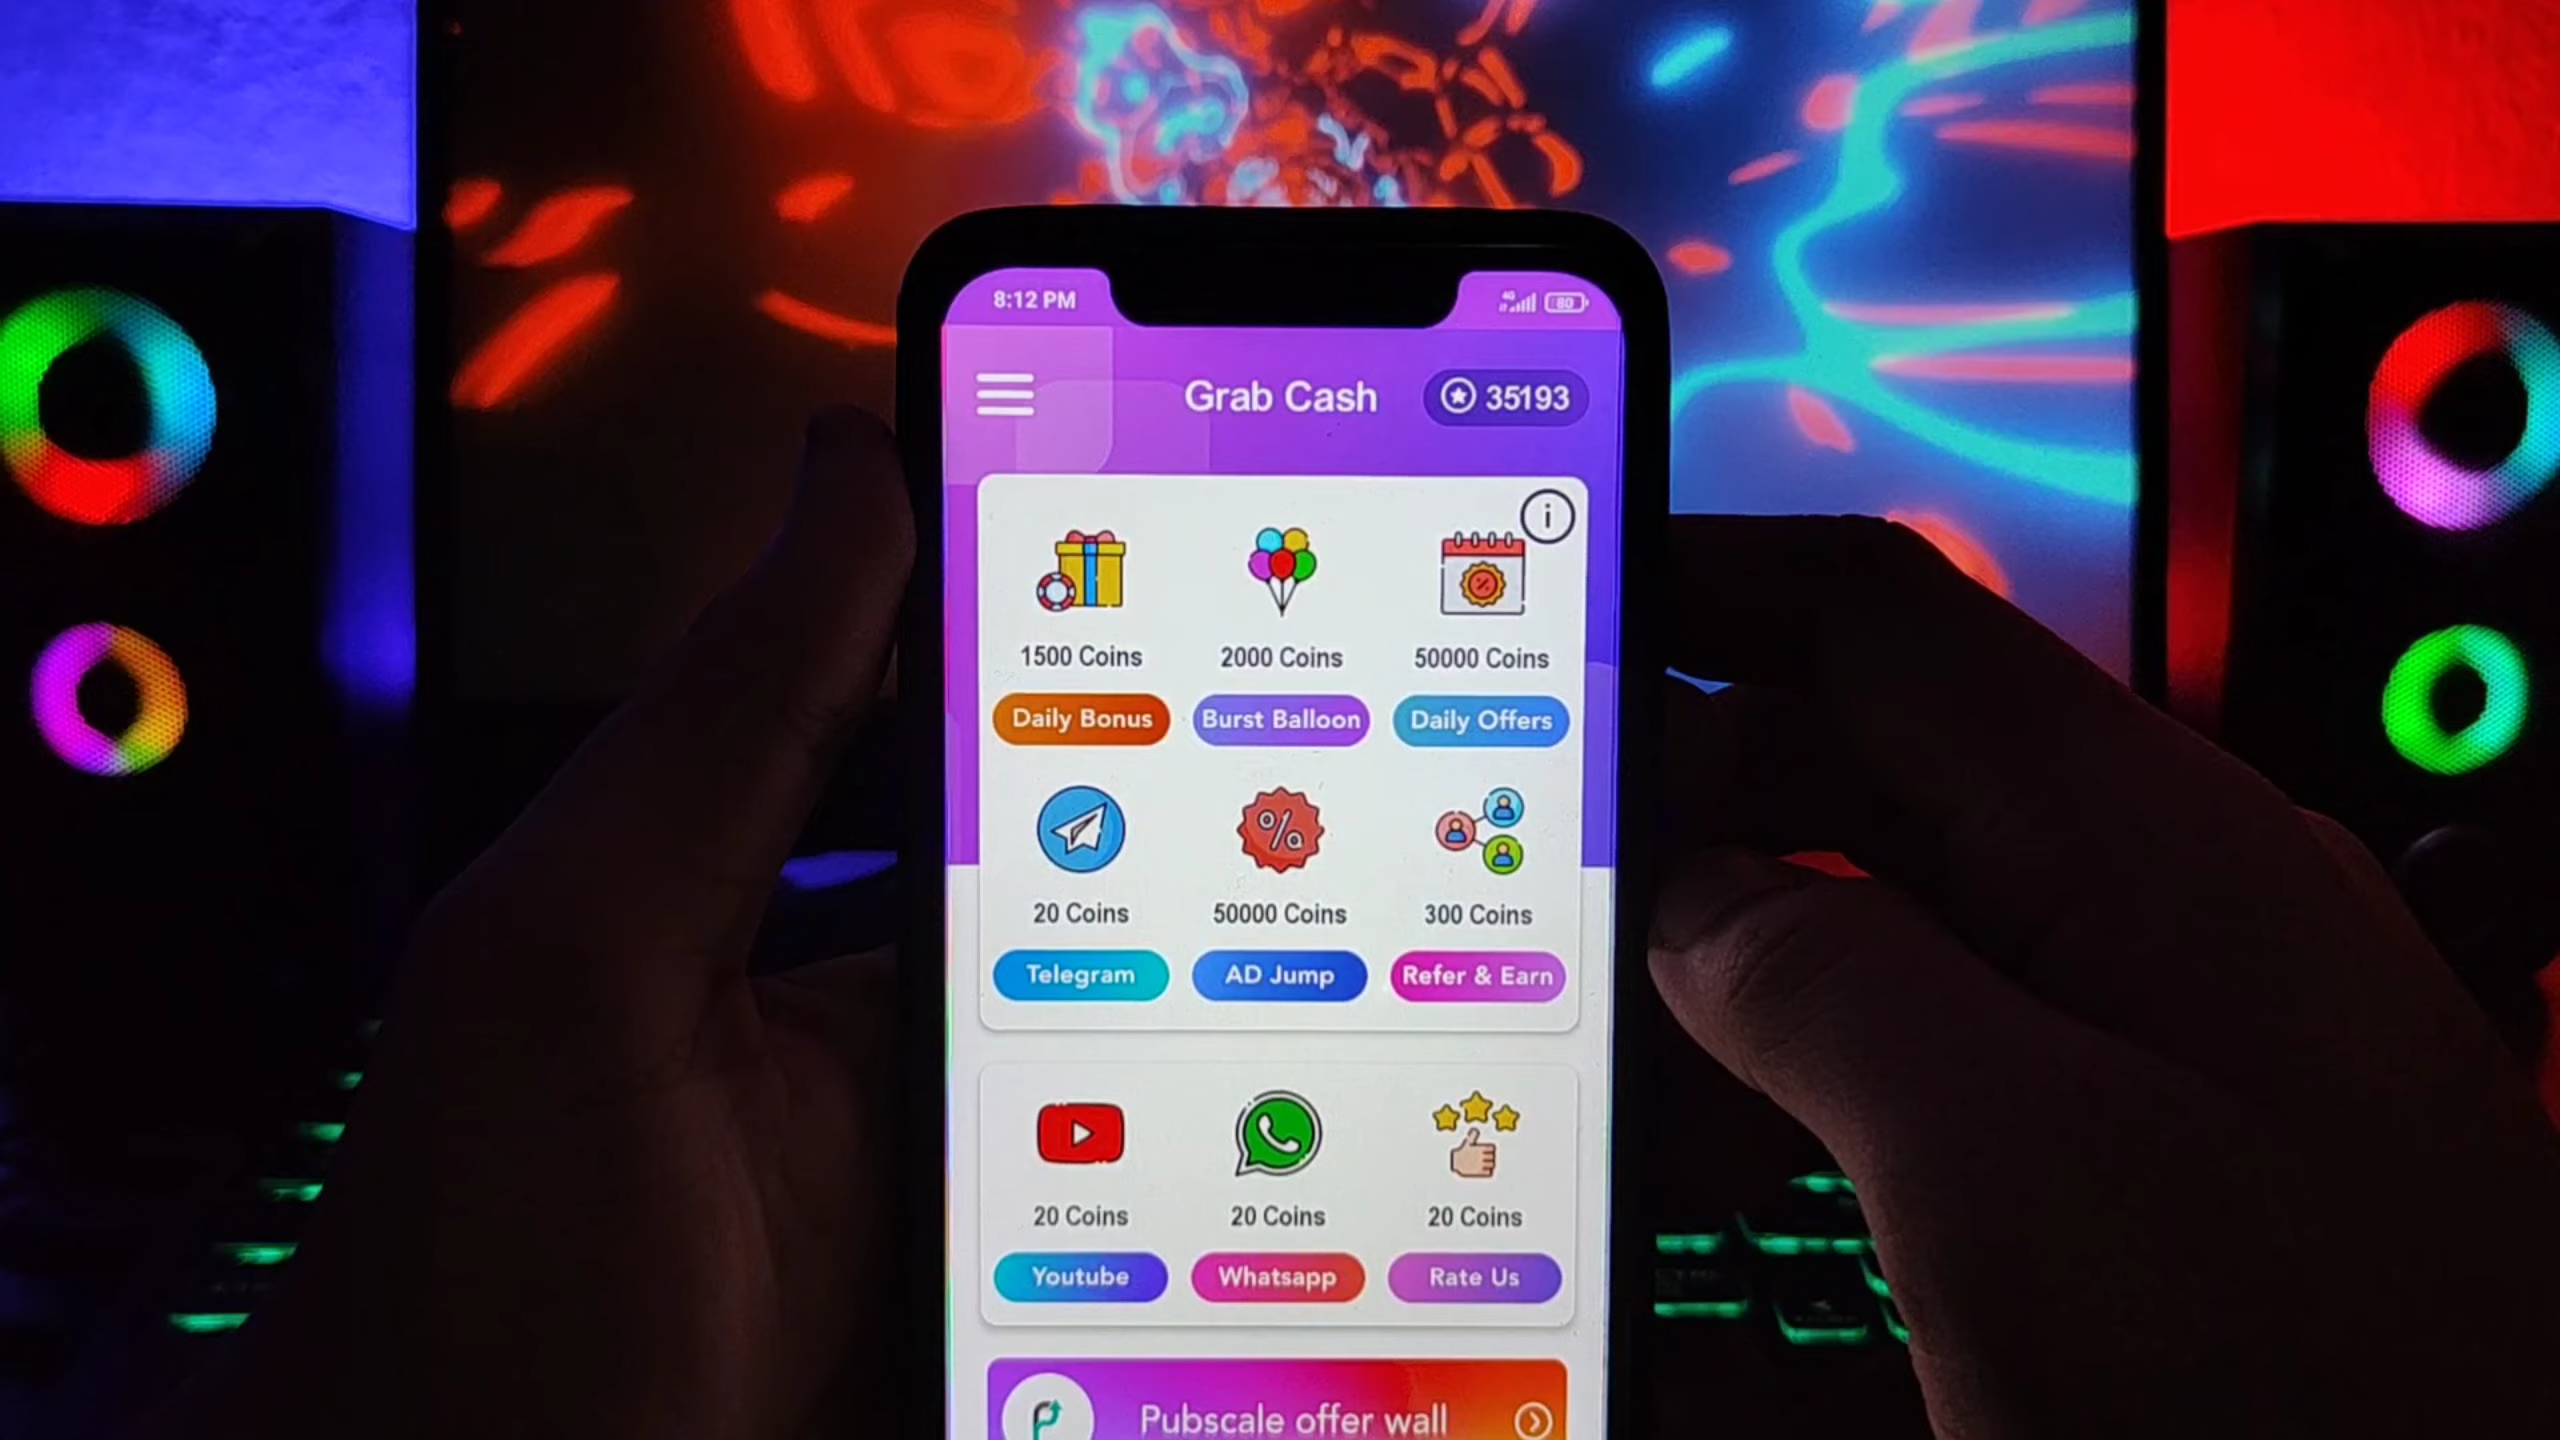 8:12 PM
4G
80
Grab Cash
35193
i
1500 Coins
2000 Coins
50000 Coins
Daily Bonus
Burst Balloon
Daily Offers
20 Coins
50000 Coins
300 Coins
Telegram
AD Jump
Refer & Earn
20 Coins
20 Coins
20 Coins
Youtube
Whatsapp
Rate Us
Pubscale offer wall